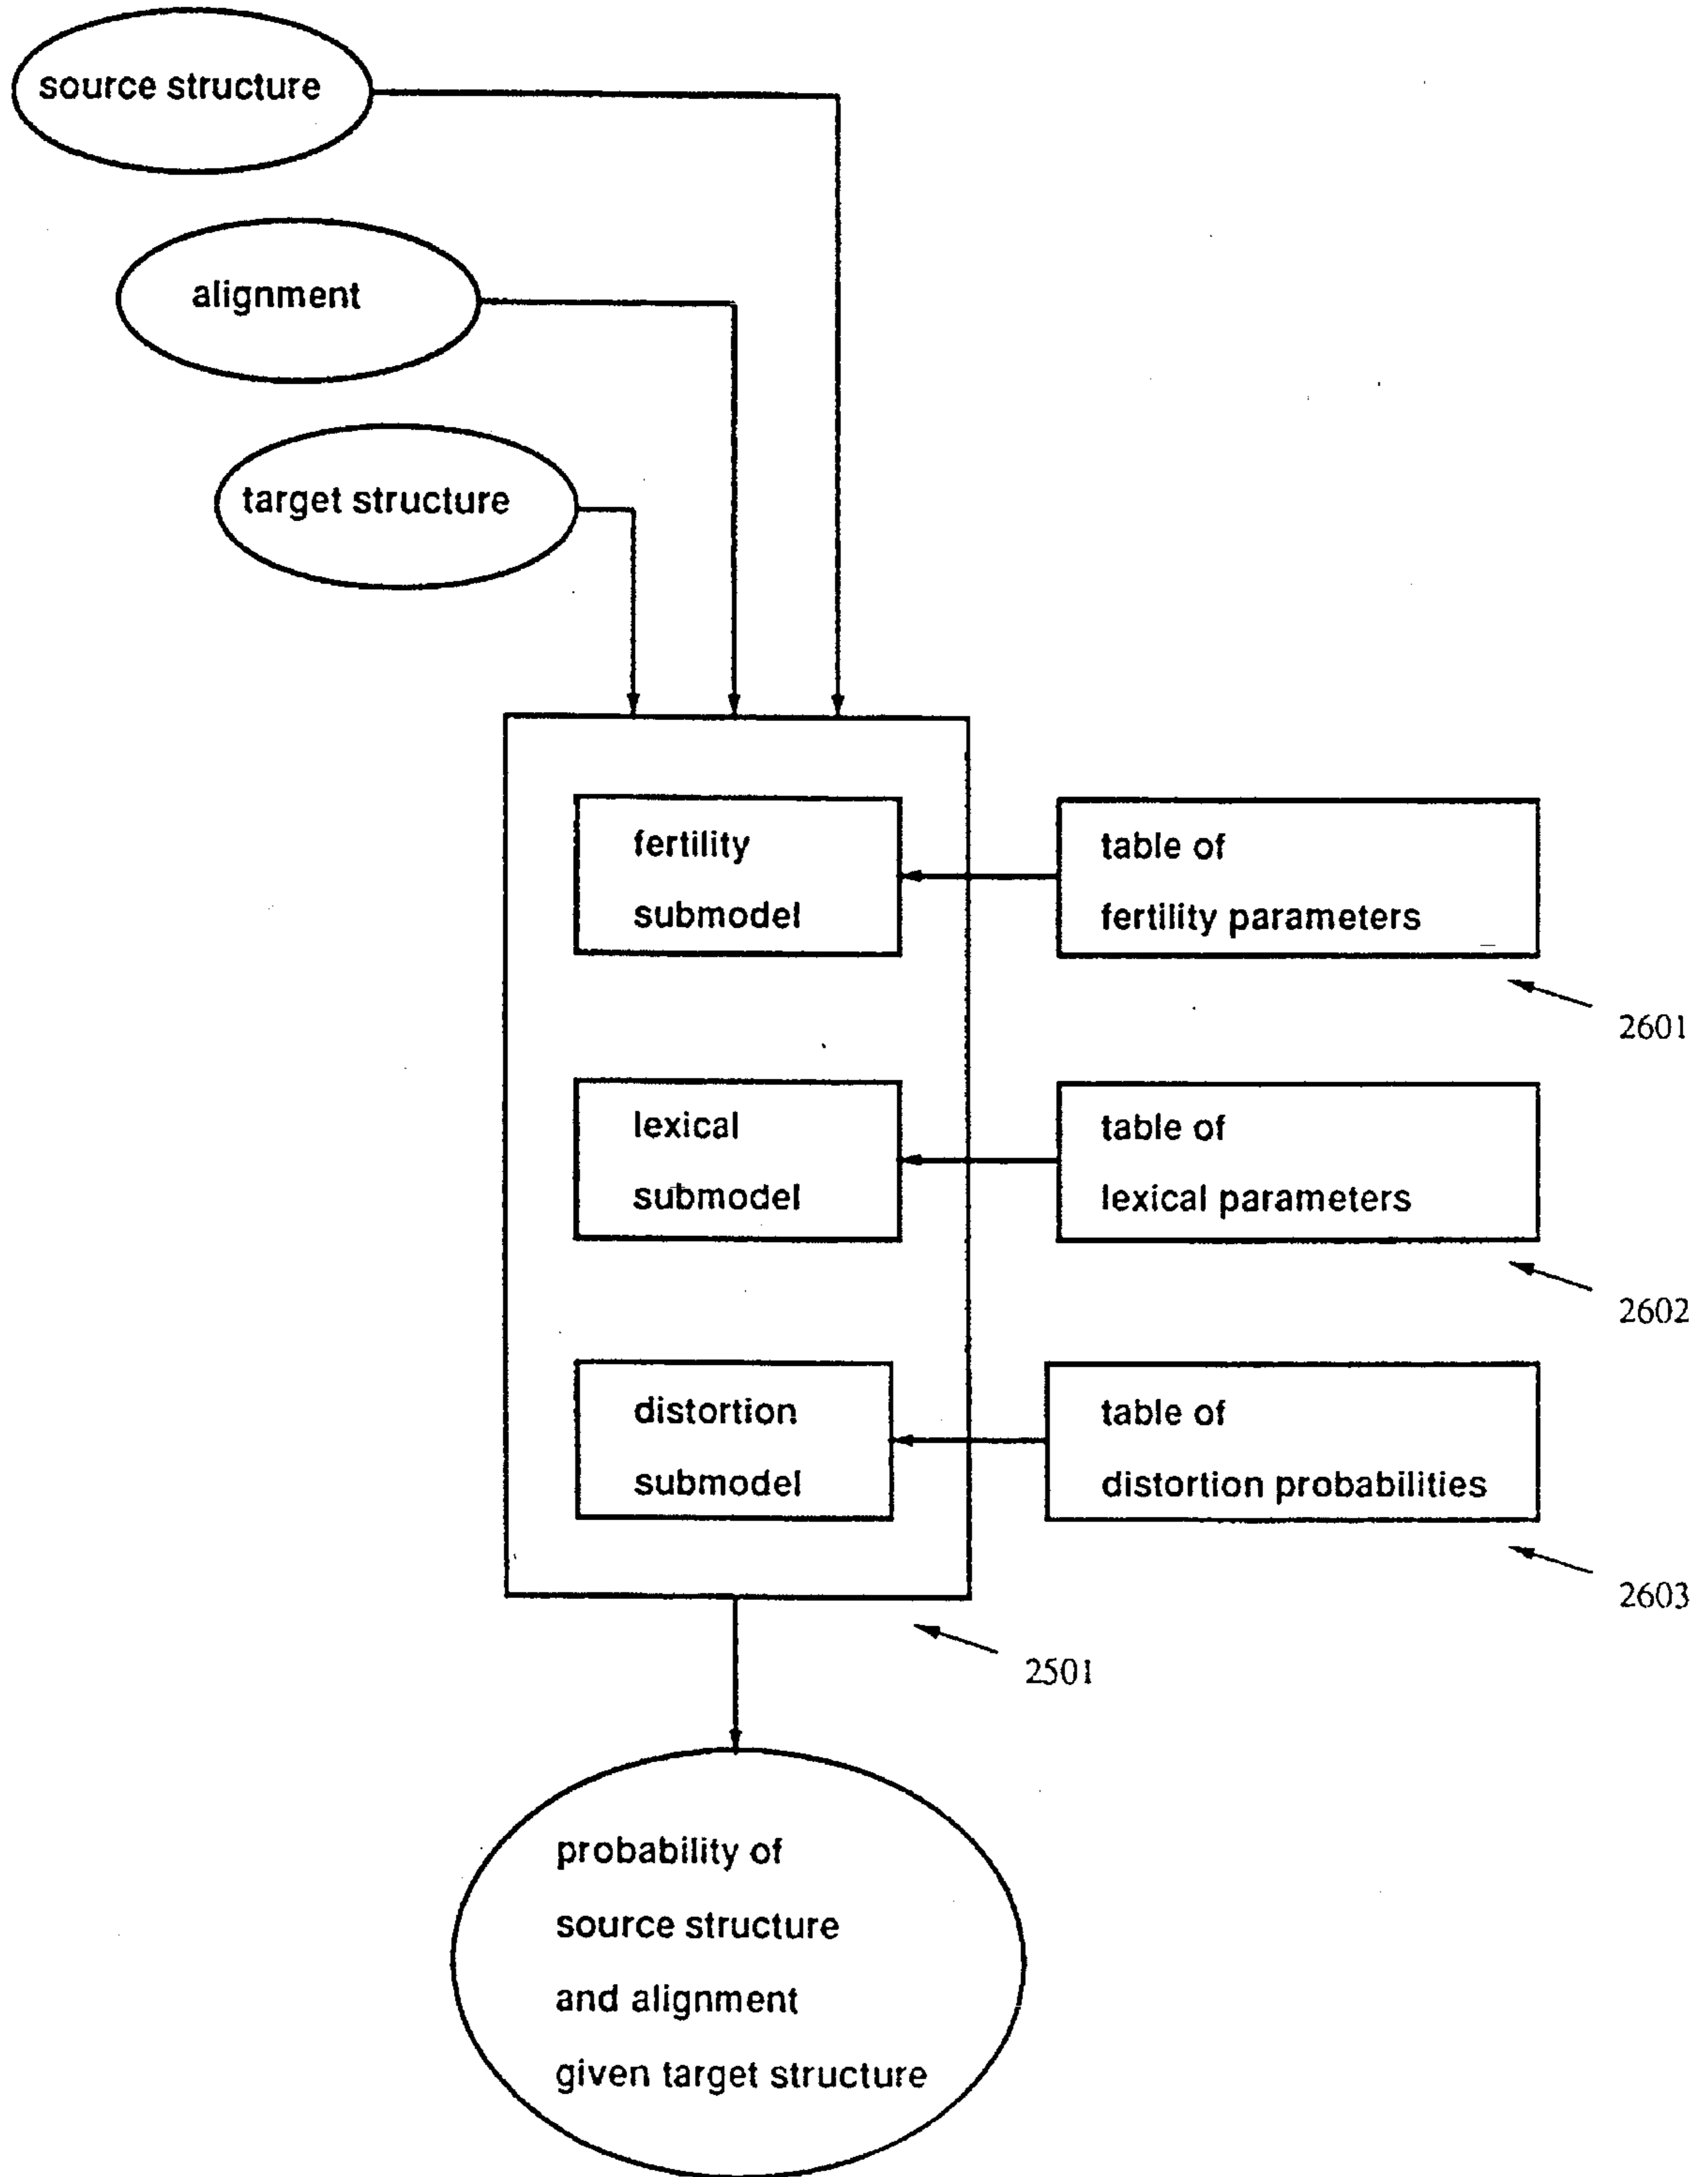 source structure
alignment
target structure
fertility
submodel
table of
fertility parameters
2601
lexical
submodel
table of
lexical parameters
2602
distortion
submodel
table of
distortion probabilities
2603
2501
probability of
source structure
and alignment
given target structure